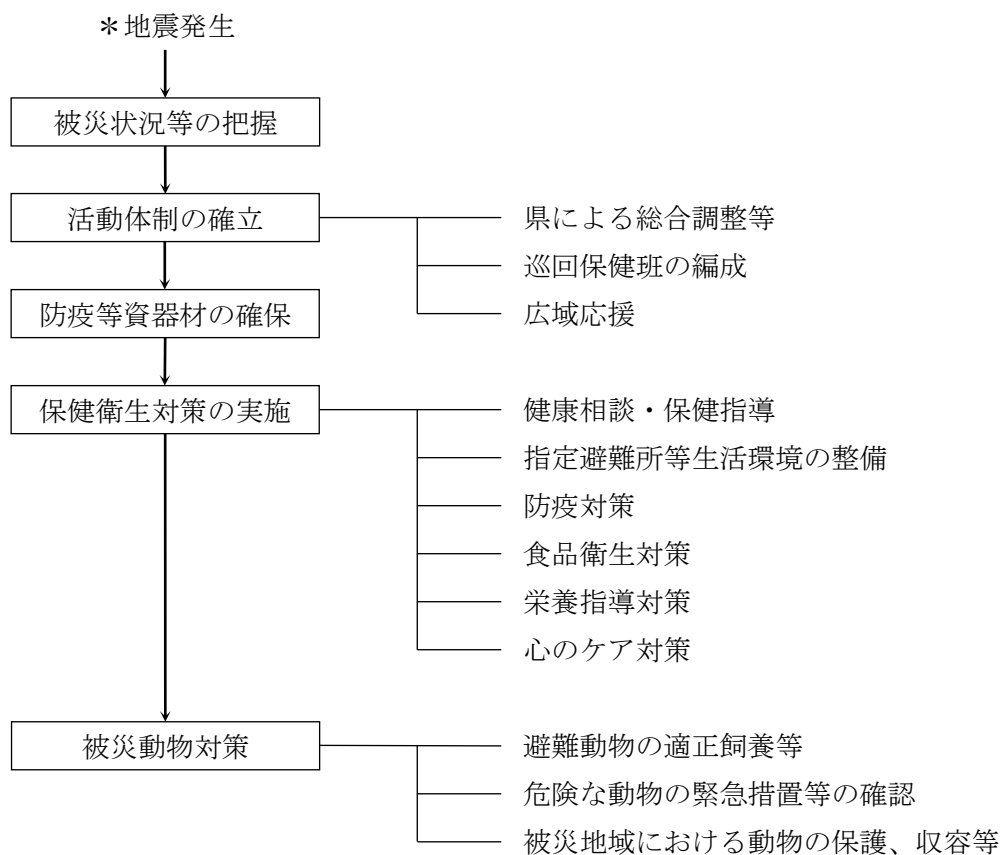 ＊地震発生
被災状況等の把握
活動体制の確立
県による総合調整等
巡回保健班の編成
広域応援
防疫等資器材の確保
保健衛生対策の実施
健康相談・保健指導
指定避難所等生活環境の整備
防疫対策
食品衛生対策
栄養指導対策
心のケア対策
被災動物対策
避難動物の適正飼養等
危険な動物の緊急措置等の確認
被災地域における動物の保護、収容等